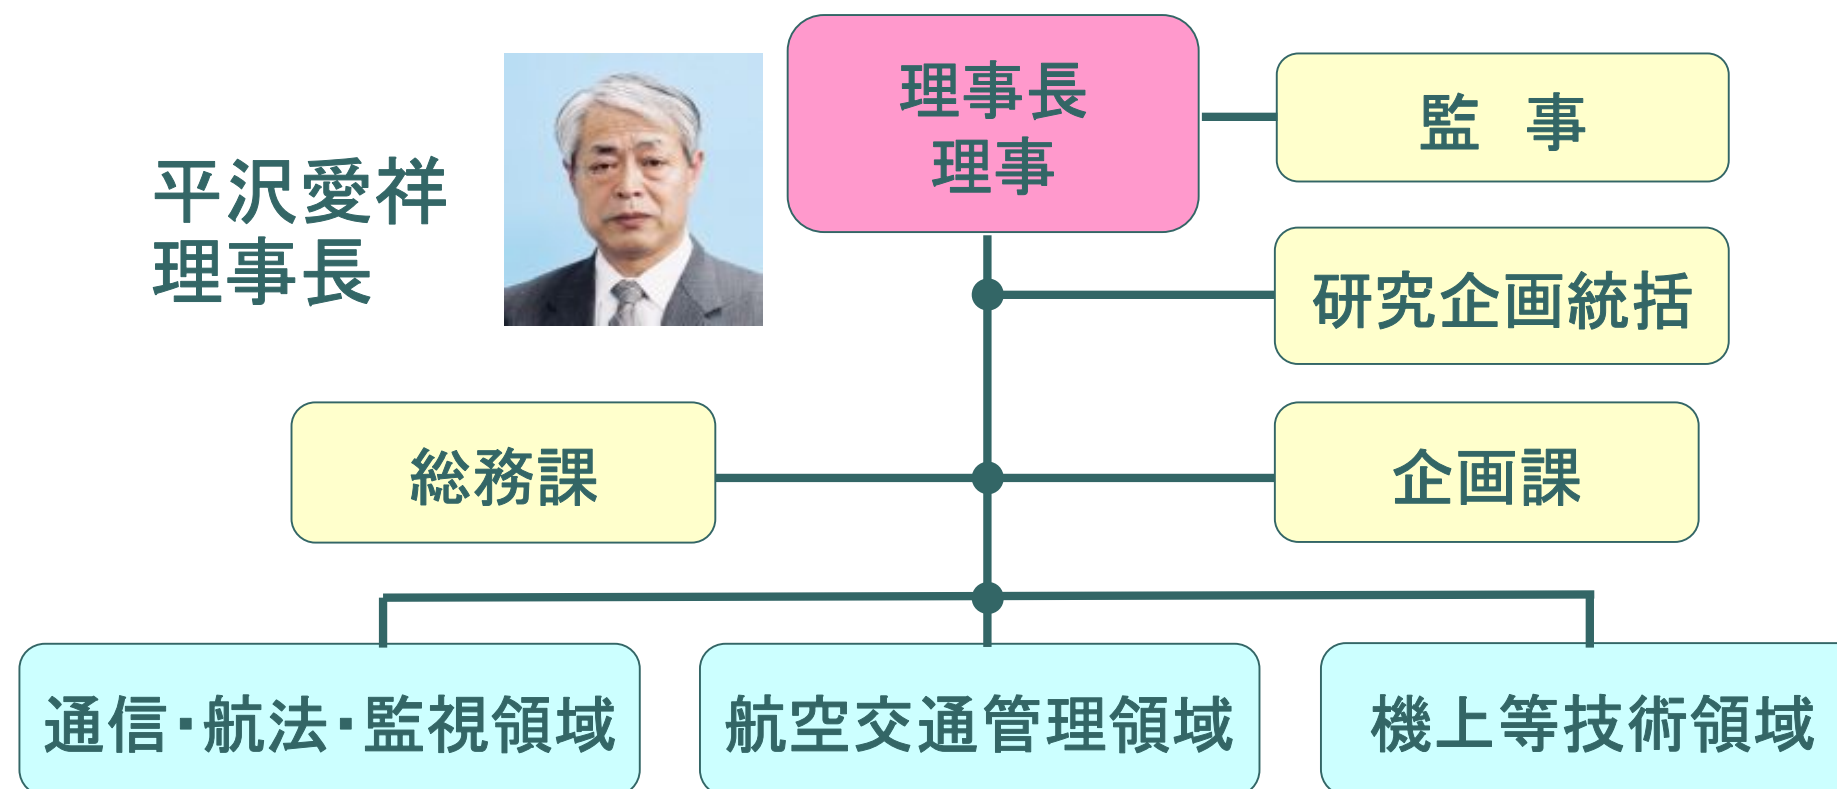 平沢愛祥
理事長
理事長
理事
監　事
研究企画統括
総務課
企画課
通信・航法・監視領域
航空交通管理領域
機上等技術領域